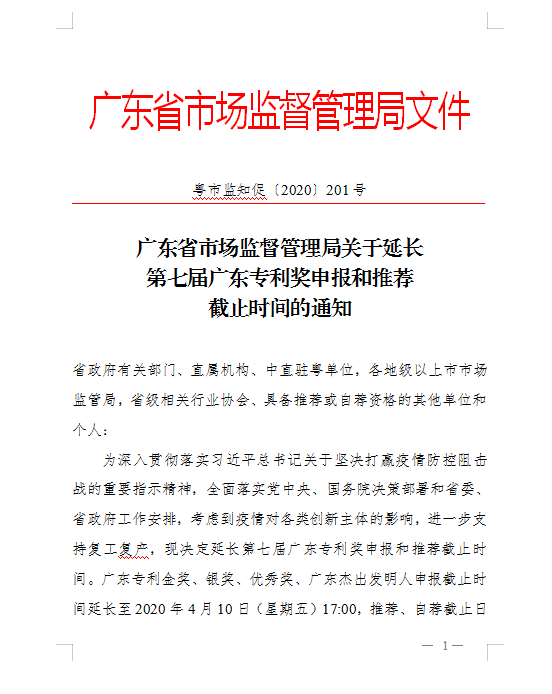 广东省市场监督管理局文件
粤市监知促〔2020〕201号
广东省市场监督管理局关于延长
第七届广东专利奖申报和推荐
截止时间的通知
省政府有关部门、直属机构、中直驻粤单位，各地级以上市市场
监管局，省级相关行业协会、具备推荐或自荐资格的其他单位和
个人：
为深入贯彻落实习近平总书记关于坚决打赢疫情防控阻击
战的重要指示精神，全面落实党中央、国务院决策部署和省委、
省政府工作安排，考虑到疫情对各类创新主体的影响，进一步支
持复工复产，现决定延长第七届广东专利奖申报和推荐截止时
间。广东专利金奖、银奖、优秀奖、广东杰出发明人申报截止时
间延长至2020年4月10日（星期五）17:00，推荐、自荐截止日
— 1 —